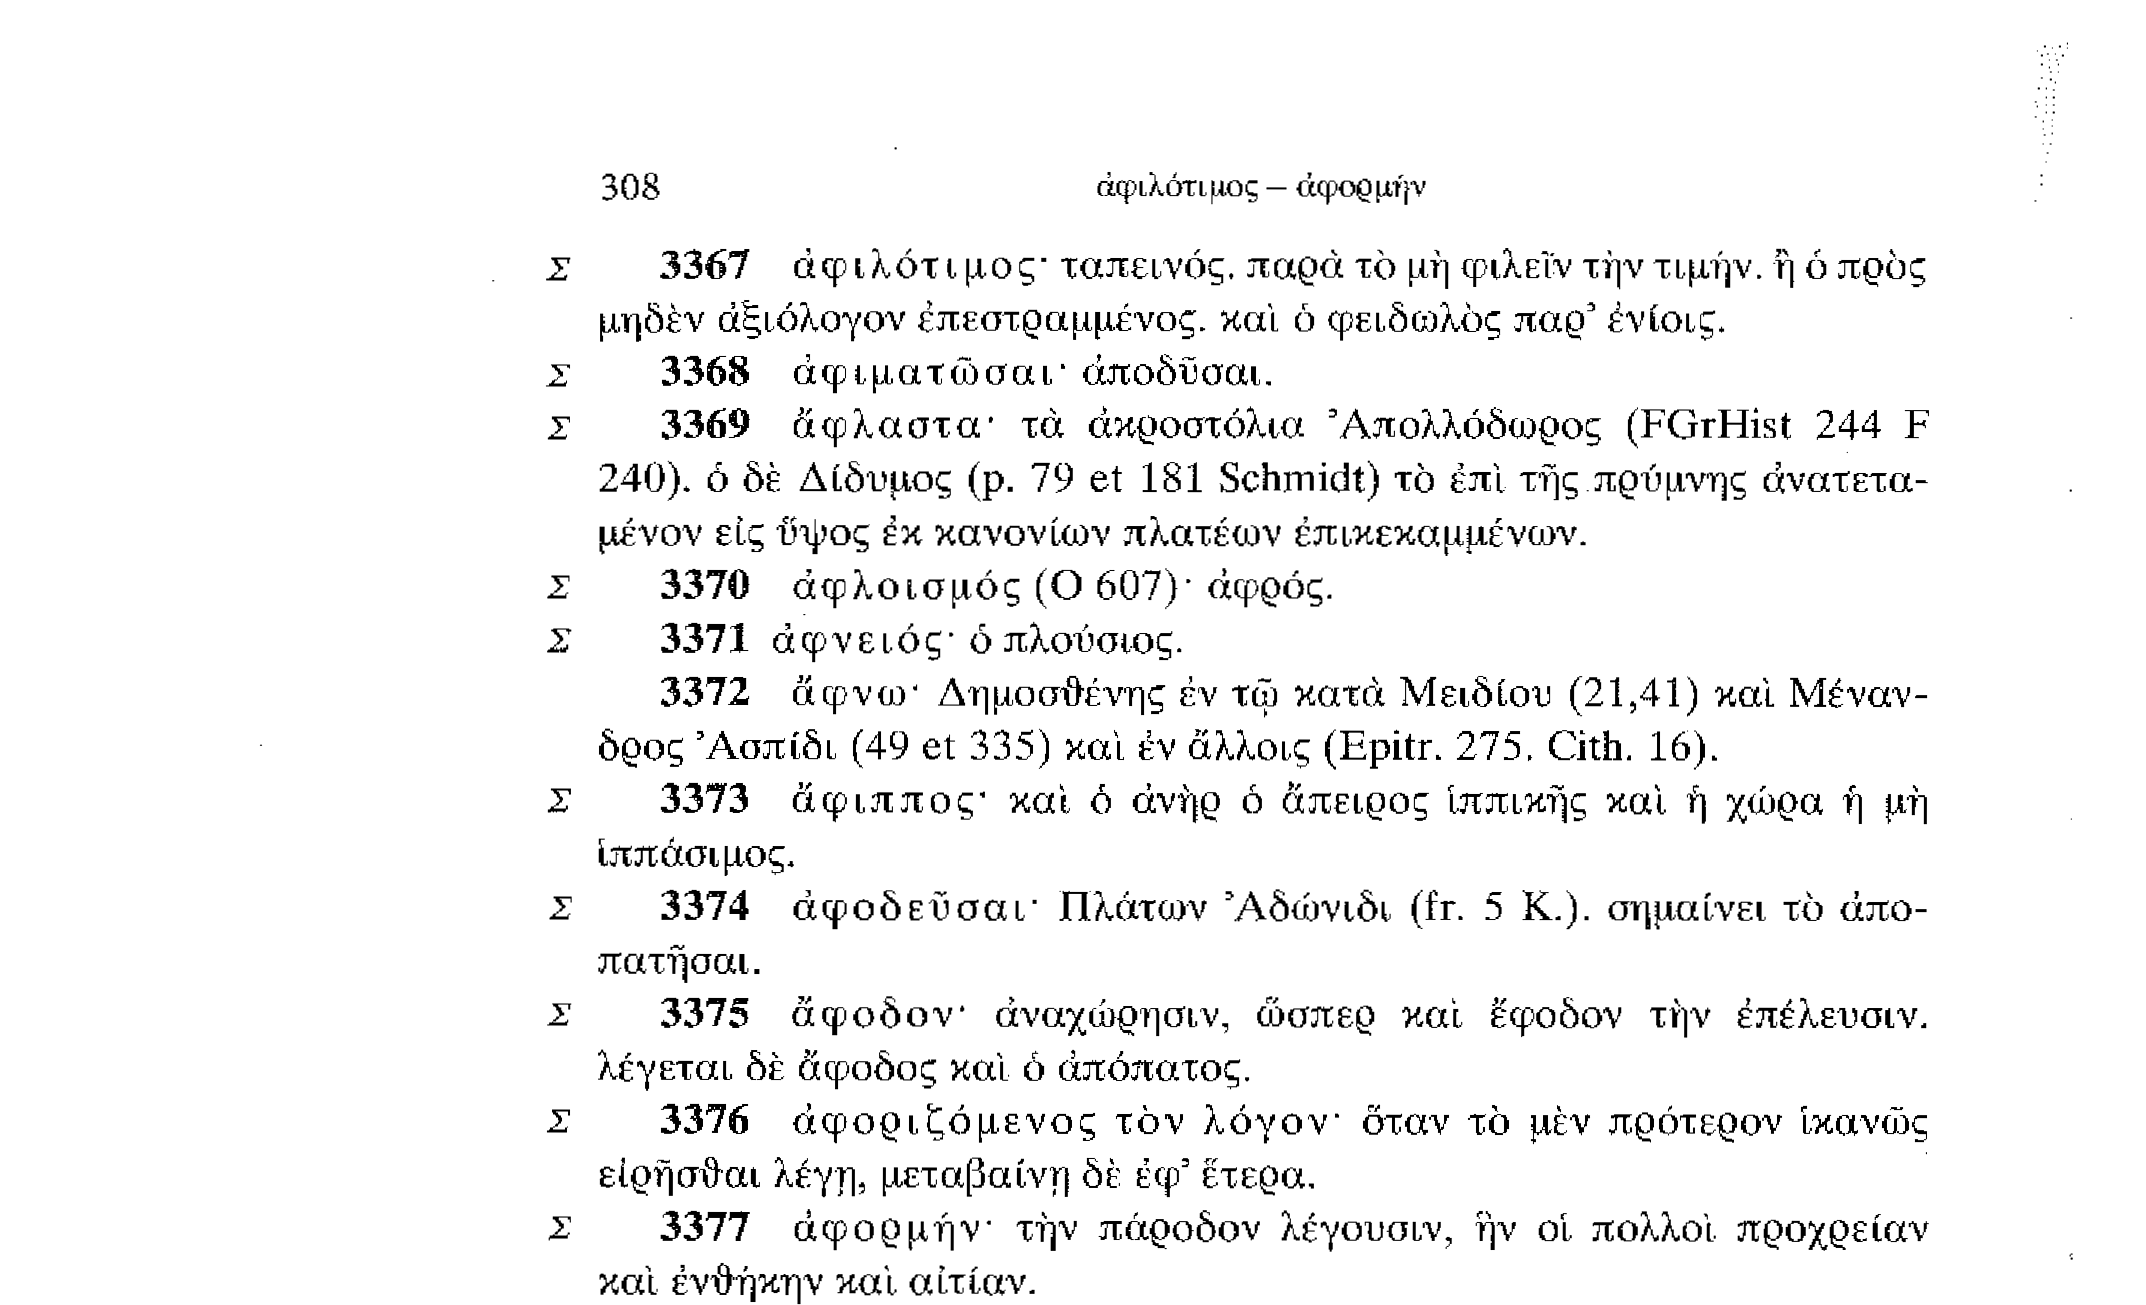 308 ἀφιλότιμος – ἀφορμήν
Σ 3367 ἀφιλότιμος· ταπεινός. παρὰ τὸ μὴ φιλεῖν τὴν τιμήν. ἢ ὁ πρὸς
μηδὲν ἀξιόλογον ἐπεστραμμένος. καὶ ὁ φειδωλὸς παρ’ ἐνίοις.
Σ 3368 ἀφιματῶσαι· ἀποδῦσαι.
Σ 3369 ἄφλαστα· τὰ ἀκροστόλια Ἀπολλόδωρος (FGrHist 244 F
240). ὁ δὲ Δίδυμος (p. 79 et 181 Schmidt) τὸ ἐπὶ τῆς πρύμνης ἀνατετα-
μένον εἰς ὕψος ἐκ κανονίων πλατέων ἐπικεκαμμένων.
Σ 3370 ἀφλοισμός (Ο 607)· ἀφρός.
Σ 3371 ἀφνειός· ὁ πλούσιος.
3372 ἄφνω· Δημοσθένης ἐν τῷ κατὰ Μειδίου (21,41) καὶ Μέναν-
δρος Ἀσπίδι (49 et 335) καὶ ἐν ἄλλοις (Epitr. 275. Cith. 16).
Σ 3373 ἄφιππος· καὶ ὁ ἀνὴρ ὁ ἄπειρος ἱππικῆς καὶ ἡ χώρα ἡ μὴ
ἱππάσιμος.
Σ 3374 ἀφοδεῦσαι· Πλάτων Ἀδώνιδι (fr. 5 K.). σημαίνει τὸ ἀπο-
πατῆσαι.
Σ 3375 ἄφοδον· ἀναχώρησιν, ὥσπερ καὶ ἔφοδον τὴν ἐπέλευσιν.
λέγεται δὲ ἄφοδος καὶ ὁ ἀπόπατος.
Σ 3376 ἀφοριζόμενος τὸν λόγον· ὅταν τὸ μὲν πρότερον ἱκανῶς
εἰρῆσθαι λέγῃ, μεταβαίνῃ δὲ ἐφ’ ἕτερα.
Σ 3377 ἀφορμήν· τὴν πάροδον λέγουσιν, ἣν οἱ πολλοὶ προχρείαν
καὶ ἐνθήκην καὶ αἰτίαν.